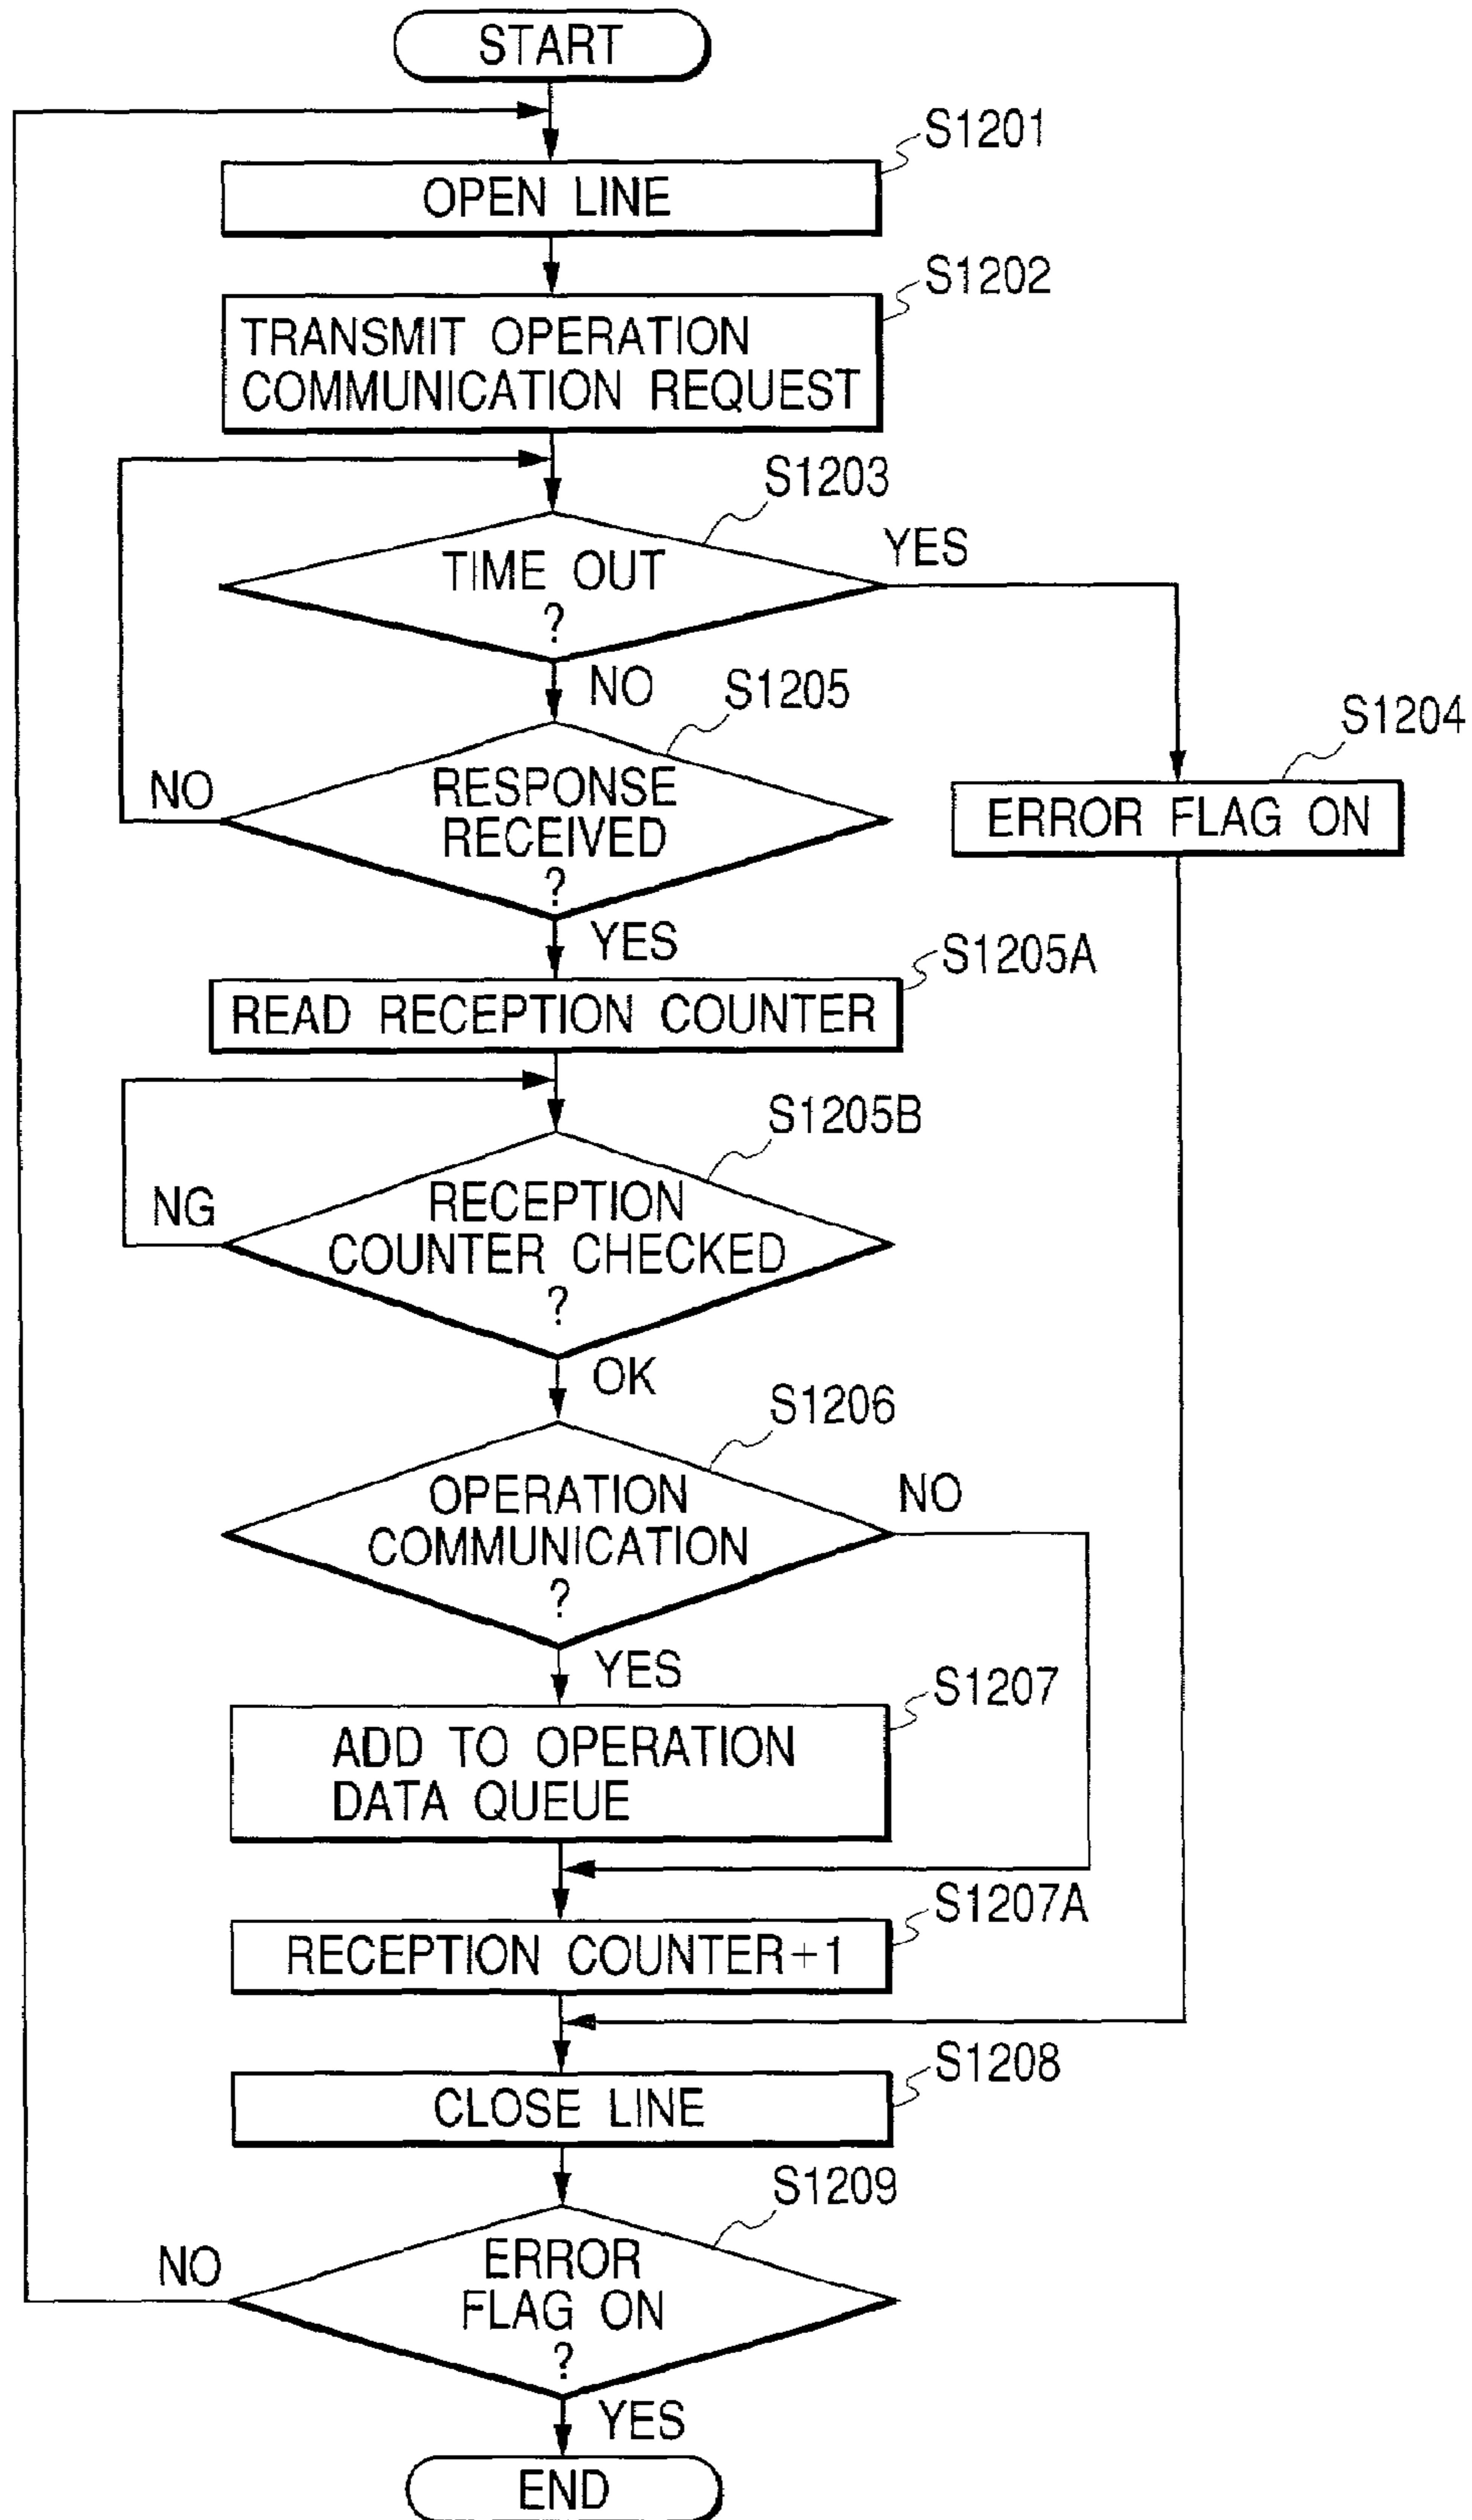 START
S1201
OPEN LINE
S1202
TRANSMIT OPERATION
COMMUNICATION REQUEST
S1203
TIME OUT
?
YES
NO
S1205
RESPONSE
RECEIVED
?
NO
S1204
ERROR FLAG ON
YES
S1205A
READ RECEPTION COUNTER
S1205B
RECEPTION
COUNTER CHECKED
?
NG
OK
S1206
OPERATION
COMMUNICATION
?
NO
YES
S1207
ADD TO OPERATION
DATA QUEUE
S1207A
RECEPTION COUNTER+1
S1208
CLOSE LINE
S1209
ERROR
FLAG ON
?
NO
YES
END